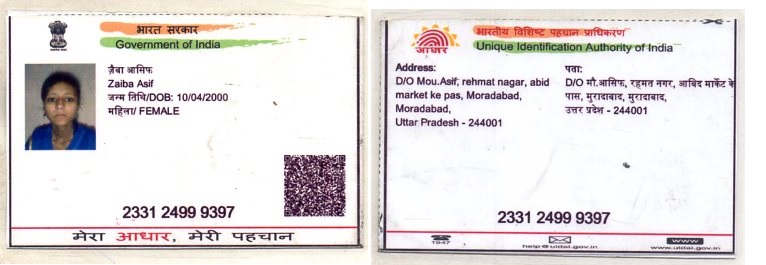 भारत सरकार
Government of India
ज़ैबा आसिफ
Zaiba Asif
जन्म तिथि/DOB: 10/04/2000
महिला/ FEMALE
2331 2499 9397
मेरा आधार, मेरी पहचान
आधार
भारतीय विशिष्ट पहचान प्राधिकरण
Unique Identification Authority of India
Address:
D/O Mou.Asif, rehmat nagar, abid
market ke pas, Moradabad,
Moradabad,
Uttar Pradesh - 244001
पता:
D/O मौ.आसिफ, रहमत नगर, आबिद मार्केट के
पास, मुरादाबाद, मुरादाबाद,
उत्तर प्रदेश - 244001
2331 2499 9397
1947
help@uidai.gov.in
www
www.uidai.gov.in